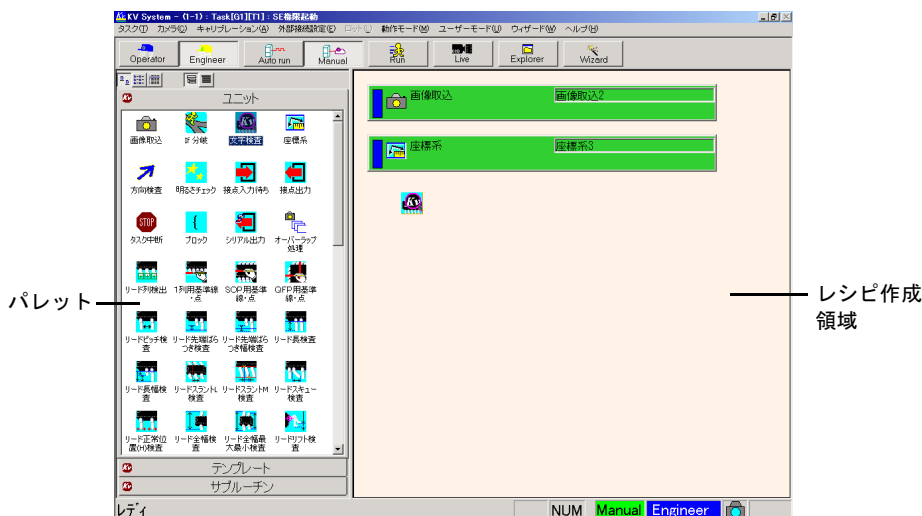 KV System - (1-1) : Task[G1][T1] : SE権限起動
タスク(T) カメラ(C) キャリブレーション(A) 外部接続設定(E) ロット(L) 動作モード(M) ユーザーモード(U) ウィザード(W) ヘルプ(H)
Operator Engineer Auto run Manual Run Live Explorer Wizard
ユニット
画像取込 IF分岐 文字検査 座標系
方向検査 明るさチェック 接点入力待ち 接点出力
タスク中断 ブロック シリアル出力 オーバーラップ
処理
リード列検出 1列用基準線 SOP用基準 QFP用基準
・点 線・点 線・点
リードピッチ検 リード先端ばら リード先端ばら リード長検査
査 つき検査 つき幅検査
リード長幅検 リードスラントL リードスラントM リードスキュー
査 検査 検査 検査
リード正常位 リード全幅検 リード全幅最 リードリフト検
置(H)検査 査 大最小検査 査
テンプレート
サブルーチン
画像取込 画像取込2
座標系 座標系3
パレット
レシピ作成
領域
レディ NUM Manual Engineer